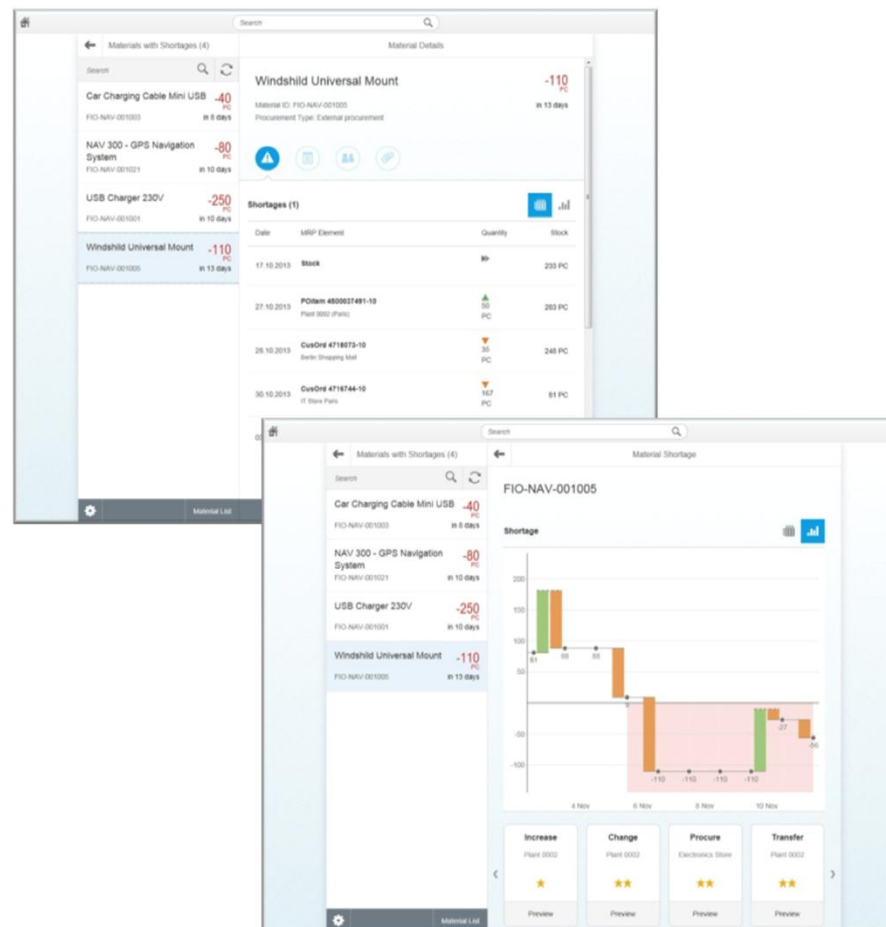 Search
Materials with Shortages (4)
Material Details
Search
Car Charging Cable Mini USB -40
PC
FIO-NAV-001003 in 8 days
NAV 300 - GPS Navigation -80
System PC
FIO-NAV-001021 in 10 days
USB Charger 230V -250
PC
FIO-NAV-001001 in 10 days
Windshild Universal Mount -110
PC
FIO-NAV-001005 in 13 days
Material List
Windshild Universal Mount -110
PC
Material ID: FIO-NAV-001005 in 13 days
Procurement Type: External procurement
Shortages (1)
Date MRP Element Quantity Stock
17.10.2013 Stock 233 PC
27.10.2013 POitem 4500037491-10 50 283 PC
Plant 0002 (Paris) PC
28.10.2013 CusOrd 4718073-10 35 248 PC
Berlin Shopping Mall PC
30.10.2013 CusOrd 4716744-10 167 81 PC
IT Store Paris PC
Search
Materials with Shortages (4)
Material Shortage
Search
Car Charging Cable Mini USB -40
PC
FIO-NAV-001003 in 8 days
NAV 300 - GPS Navigation -80
System PC
FIO-NAV-001021 in 10 days
USB Charger 230V -250
PC
FIO-NAV-001001 in 10 days
Windshild Universal Mount -110
PC
FIO-NAV-001005 in 13 days
Material List
FIO-NAV-001005
Shortage
200
150
100
50
-50
-100
81
88
88
9
-110 -110 -110 -110
-27
-56
4 Nov 6 Nov 8 Nov 10 Nov
Increase Change Procure Transfer
Plant 0002 Plant 0002 Electronics Store Plant 0002
Preview Preview Preview Preview